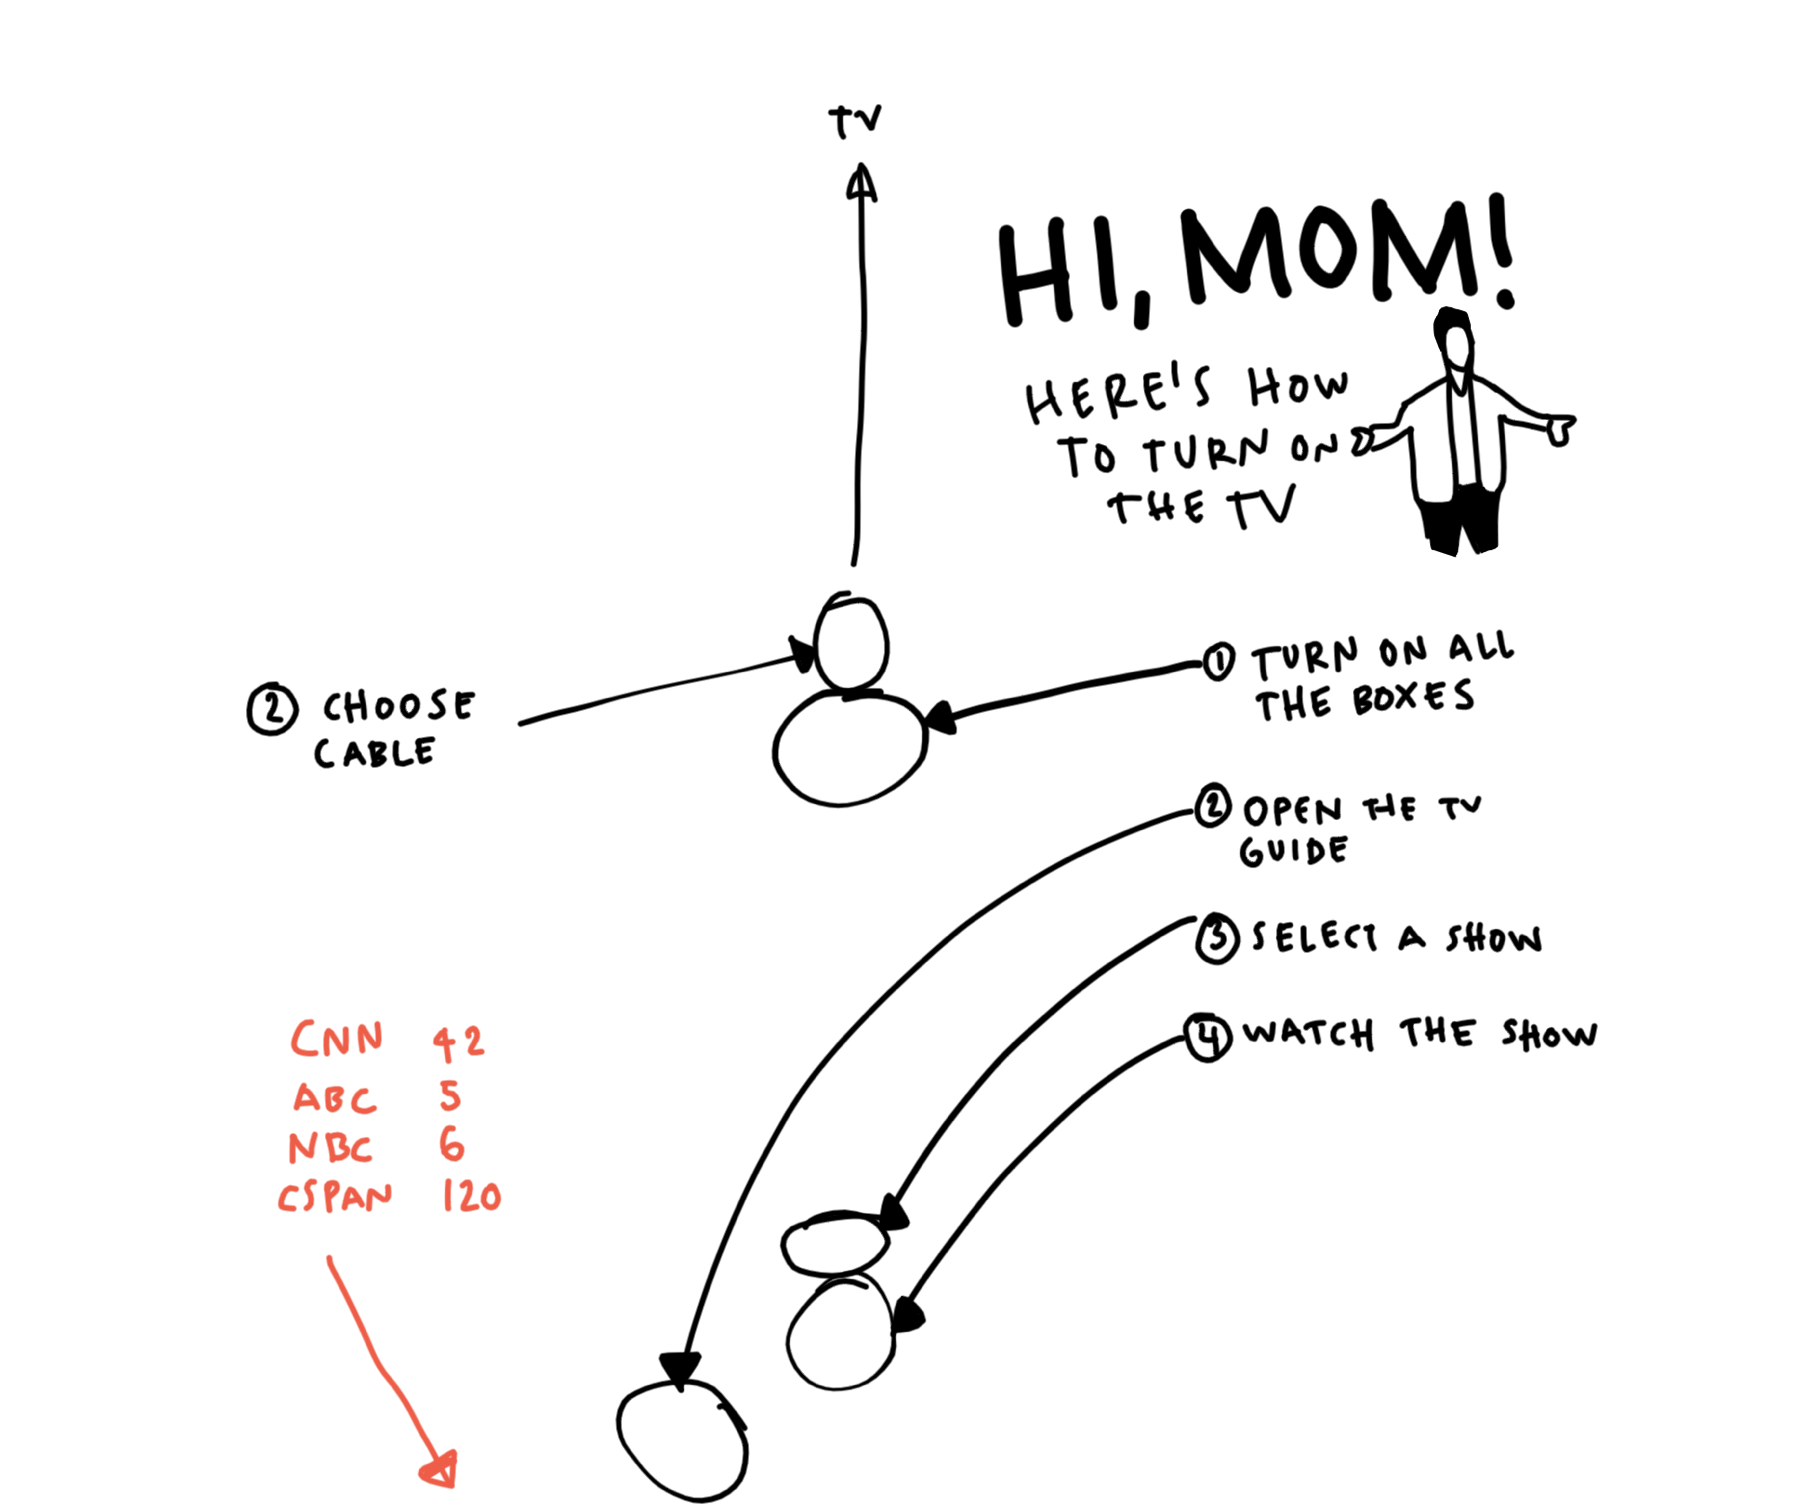 TV
HI, MOM!
HERE'S HOW
TO TURN ON
THE TV
① TURN ON ALL
THE BOXES
② CHOOSE
CABLE
② OPEN THE TV
GUIDE
③ SELECT A SHOW
④ WATCH THE SHOW
CNN 42
ABC 5
NBC 6
CSPAN 120